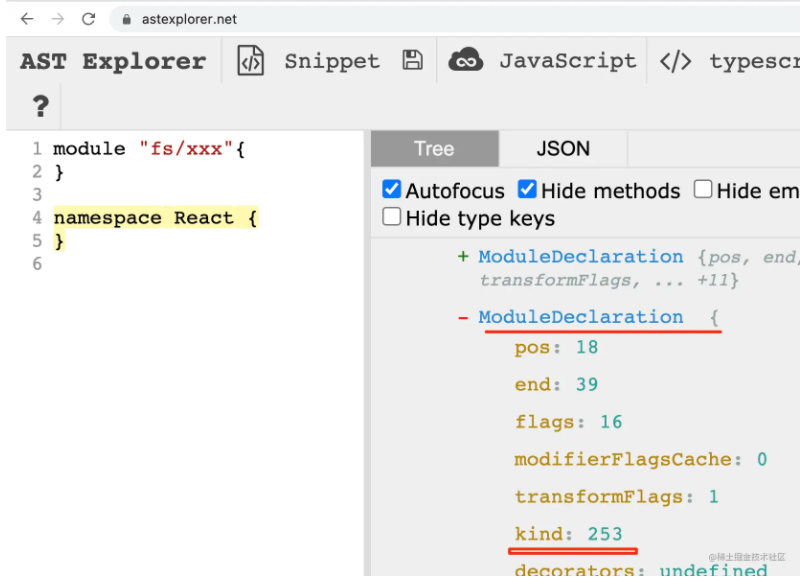 astexplorer.net
AST Explorer </> Snippet JavaScript </> typescr
?
Tree JSON
1 module "fs/xxx"{
2 }
3
4 namespace React {
5 }
6
Autofocus Hide methods Hide em
Hide type keys
+ ModuleDeclaration {pos, end,
transformFlags, ... +11}
- ModuleDeclaration {
pos: 18
end: 39
flags: 16
modifierFlagsCache: 0
transformFlags: 1
kind: 253
decorators: undefined
@稀土掘金技术社区